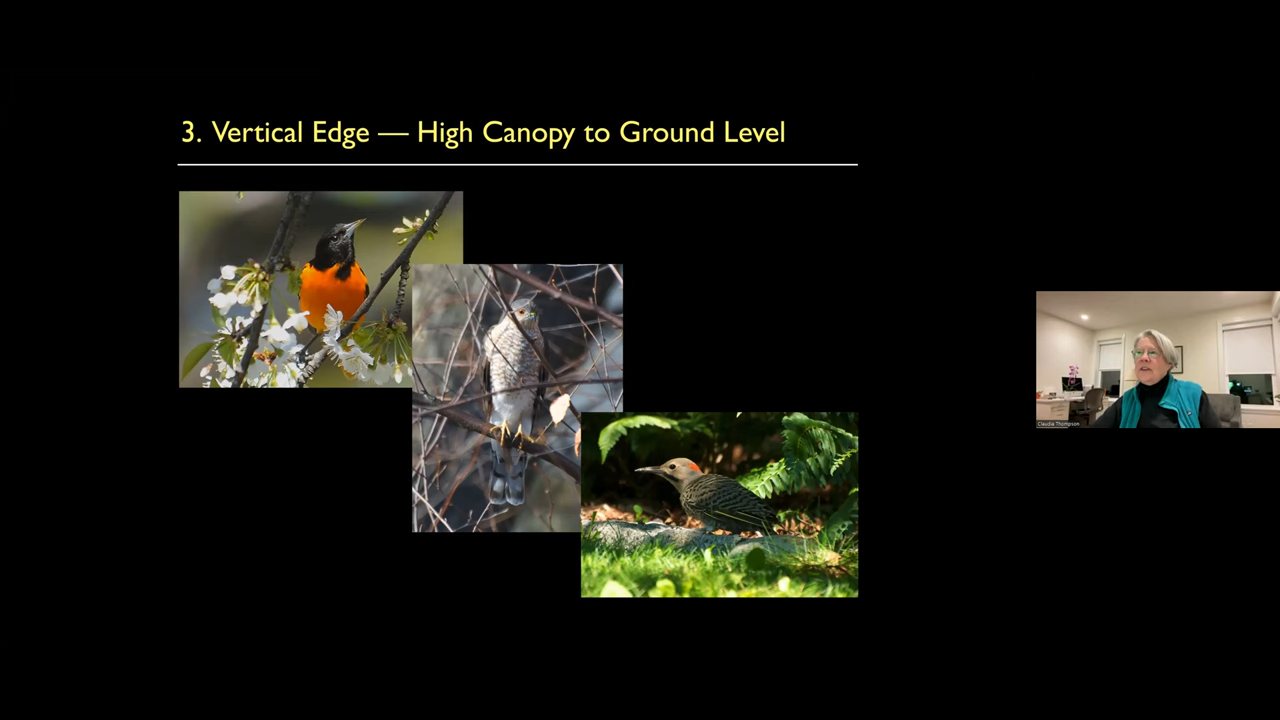 3. Vertical Edge — High Canopy to Ground Level
Claudia Thompson